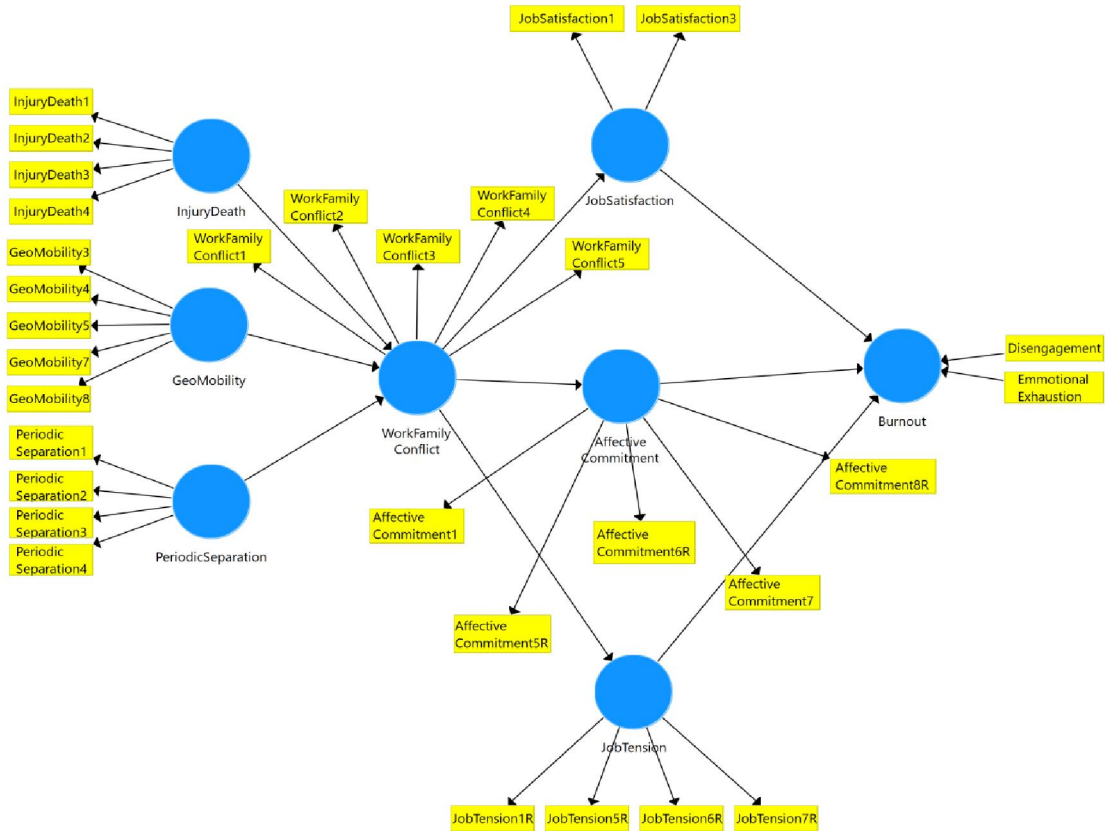 JobSatisfaction1
JobSatisfaction3
InjuryDeath1
InjuryDeath2
InjuryDeath3
InjuryDeath4
InjuryDeath
JobSatisfaction
WorkFamily
Conflict2
WorkFamily
Conflict4
WorkFamily
Conflict1
WorkFamily
Conflict3
WorkFamily
Conflict5
GeoMobility3
GeoMobility4
GeoMobility5
GeoMobility7
GeoMobility8
GeoMobility
WorkFamily
Conflict
Affective
Commitment
Burnout
Disengagement
Emmotional
Exhaustion
Periodic
Separation1
Periodic
Separation2
Periodic
Separation3
Periodic
Separation4
PeriodicSeparation
Affective
Commitment1
Affective
Commitment5R
Affective
Commitment6R
Affective
Commitment7
Affective
Commitment8R
JobTension
JobTension1R
JobTension5R
JobTension6R
JobTension7R